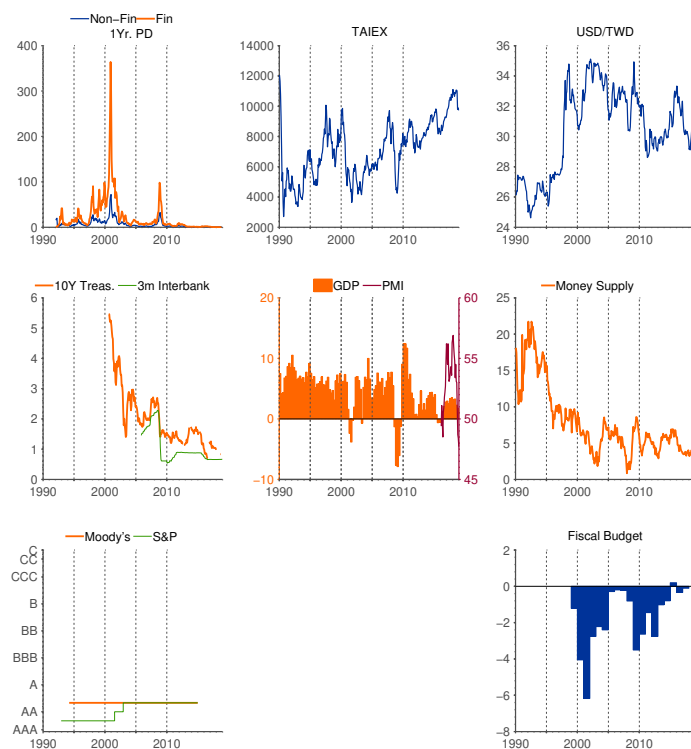 Non−Fin Fin
1Yr. PD
400
300
200
100
0
1990 2000 2010
TAIEX
14000
12000
10000
8000
6000
4000
2000
1990 2000 2010
USD/TWD
36
34
32
30
28
26
24
1990 2000 2010
10Y Treas. 3m Interbank
6
5
4
3
2
1
0
1990 2000 2010
GDP PMI
20 60
10 55
0 50
−10 45
1990 2000 2010
Money Supply
25
20
15
10
5
0
1990 2000 2010
Moody's S&P
C
CC
CCC
B
BB
BBB
A
AA
AAA
1990 2000 2010
Fiscal Budget
2
0
−2
−4
−6
−8
1990 2000 2010